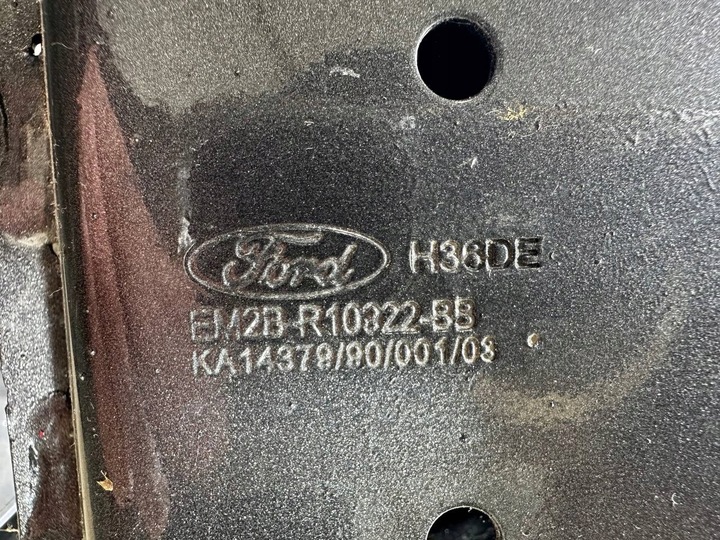 Ford H36DE
EM2B-R10322-BB
KA14379/90/001/03